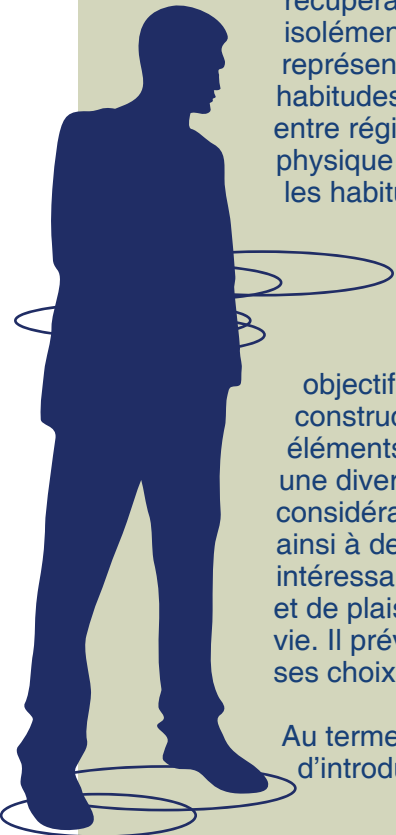 récupéra
isolémen
représen
habitudes
entre régi
physique
les habitu
objectif
construc
éléments
une diver
considéra
ainsi à de
intéressa
et de plais
vie. Il prév
ses choix
Au terme
d'introdu